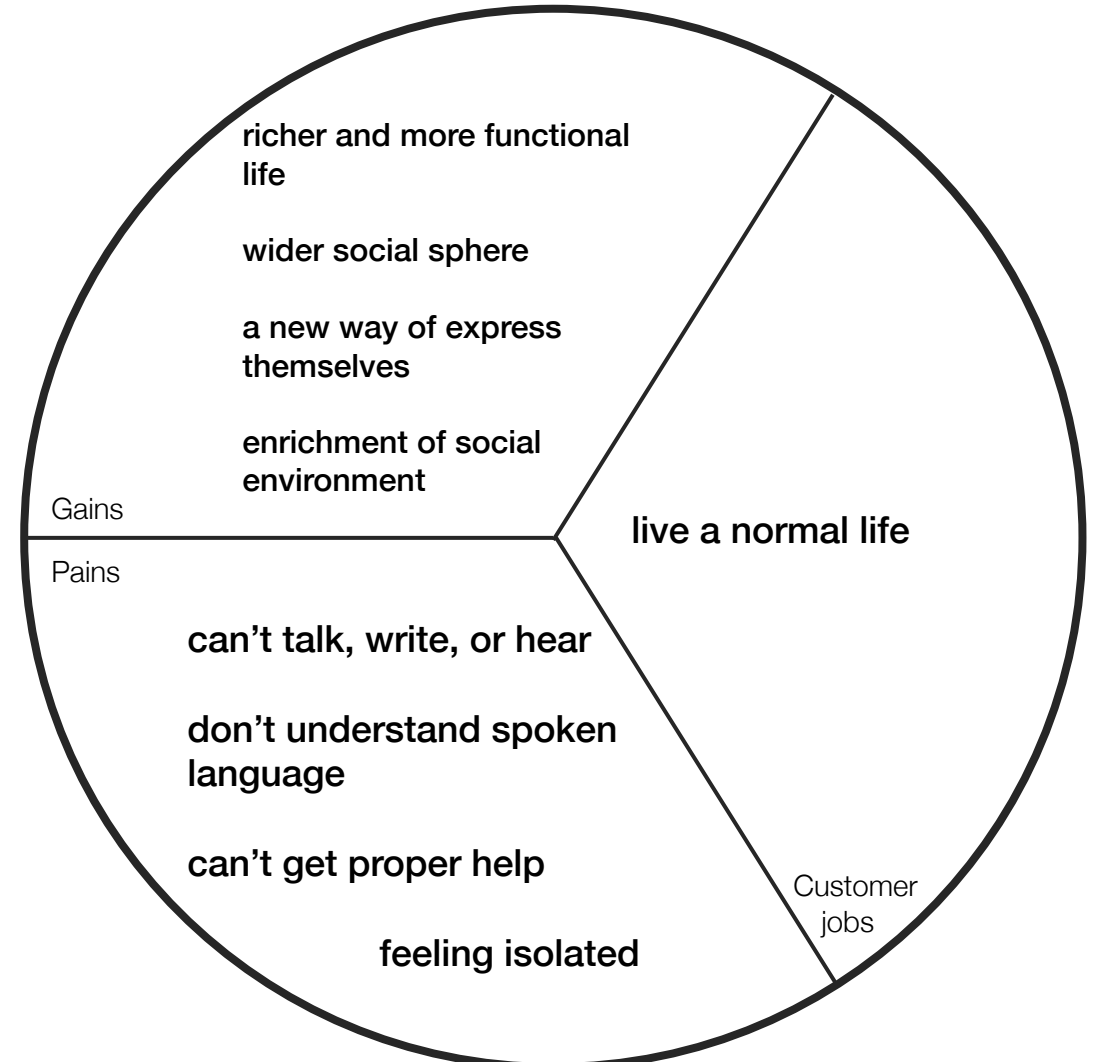 richer and more functional
life
wider social sphere
a new way of express
themselves
enrichment of social
environment
Gains
live a normal life
Pains
can't talk, write, or hear
don't understand spoken
language
can't get proper help
feeling isolated
Customer
jobs